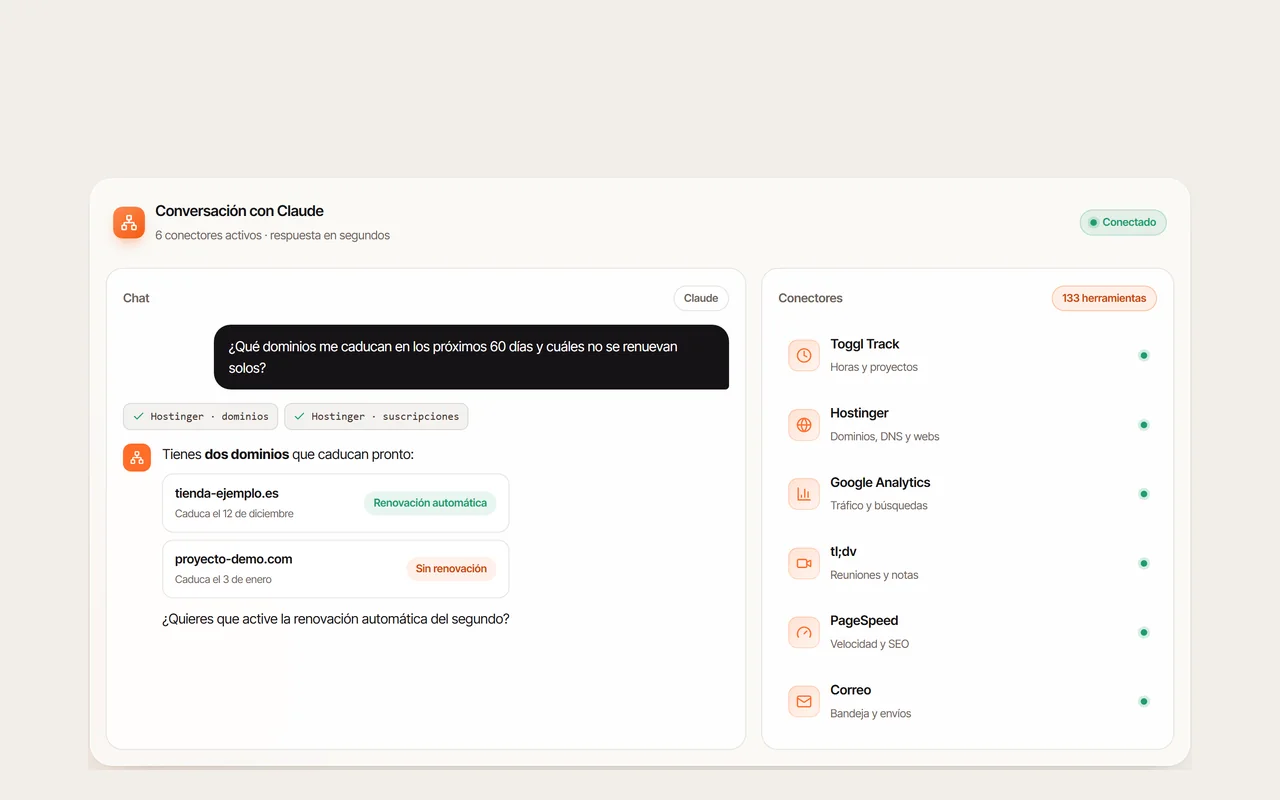 Conversación con Claude
6 conectores activos · respuesta en segundos
Conectado
Chat
Claude
¿Qué dominios me caducan en los próximos 60 días y cuáles no se renuevan
solos?
Hostinger · dominios
Hostinger · suscripciones
Tienes dos dominios que caducan pronto:
tienda-ejemplo.es
Caduca el 12 de diciembre
Renovación automática
proyecto-demo.com
Caduca el 3 de enero
Sin renovación
¿Quieres que active la renovación automática del segundo?
Conectores
133 herramientas
Toggl Track
Horas y proyectos
Hostinger
Dominios, DNS y webs
Google Analytics
Tráfico y búsquedas
tl;dv
Reuniones y notas
PageSpeed
Velocidad y SEO
Correo
Bandeja y envíos